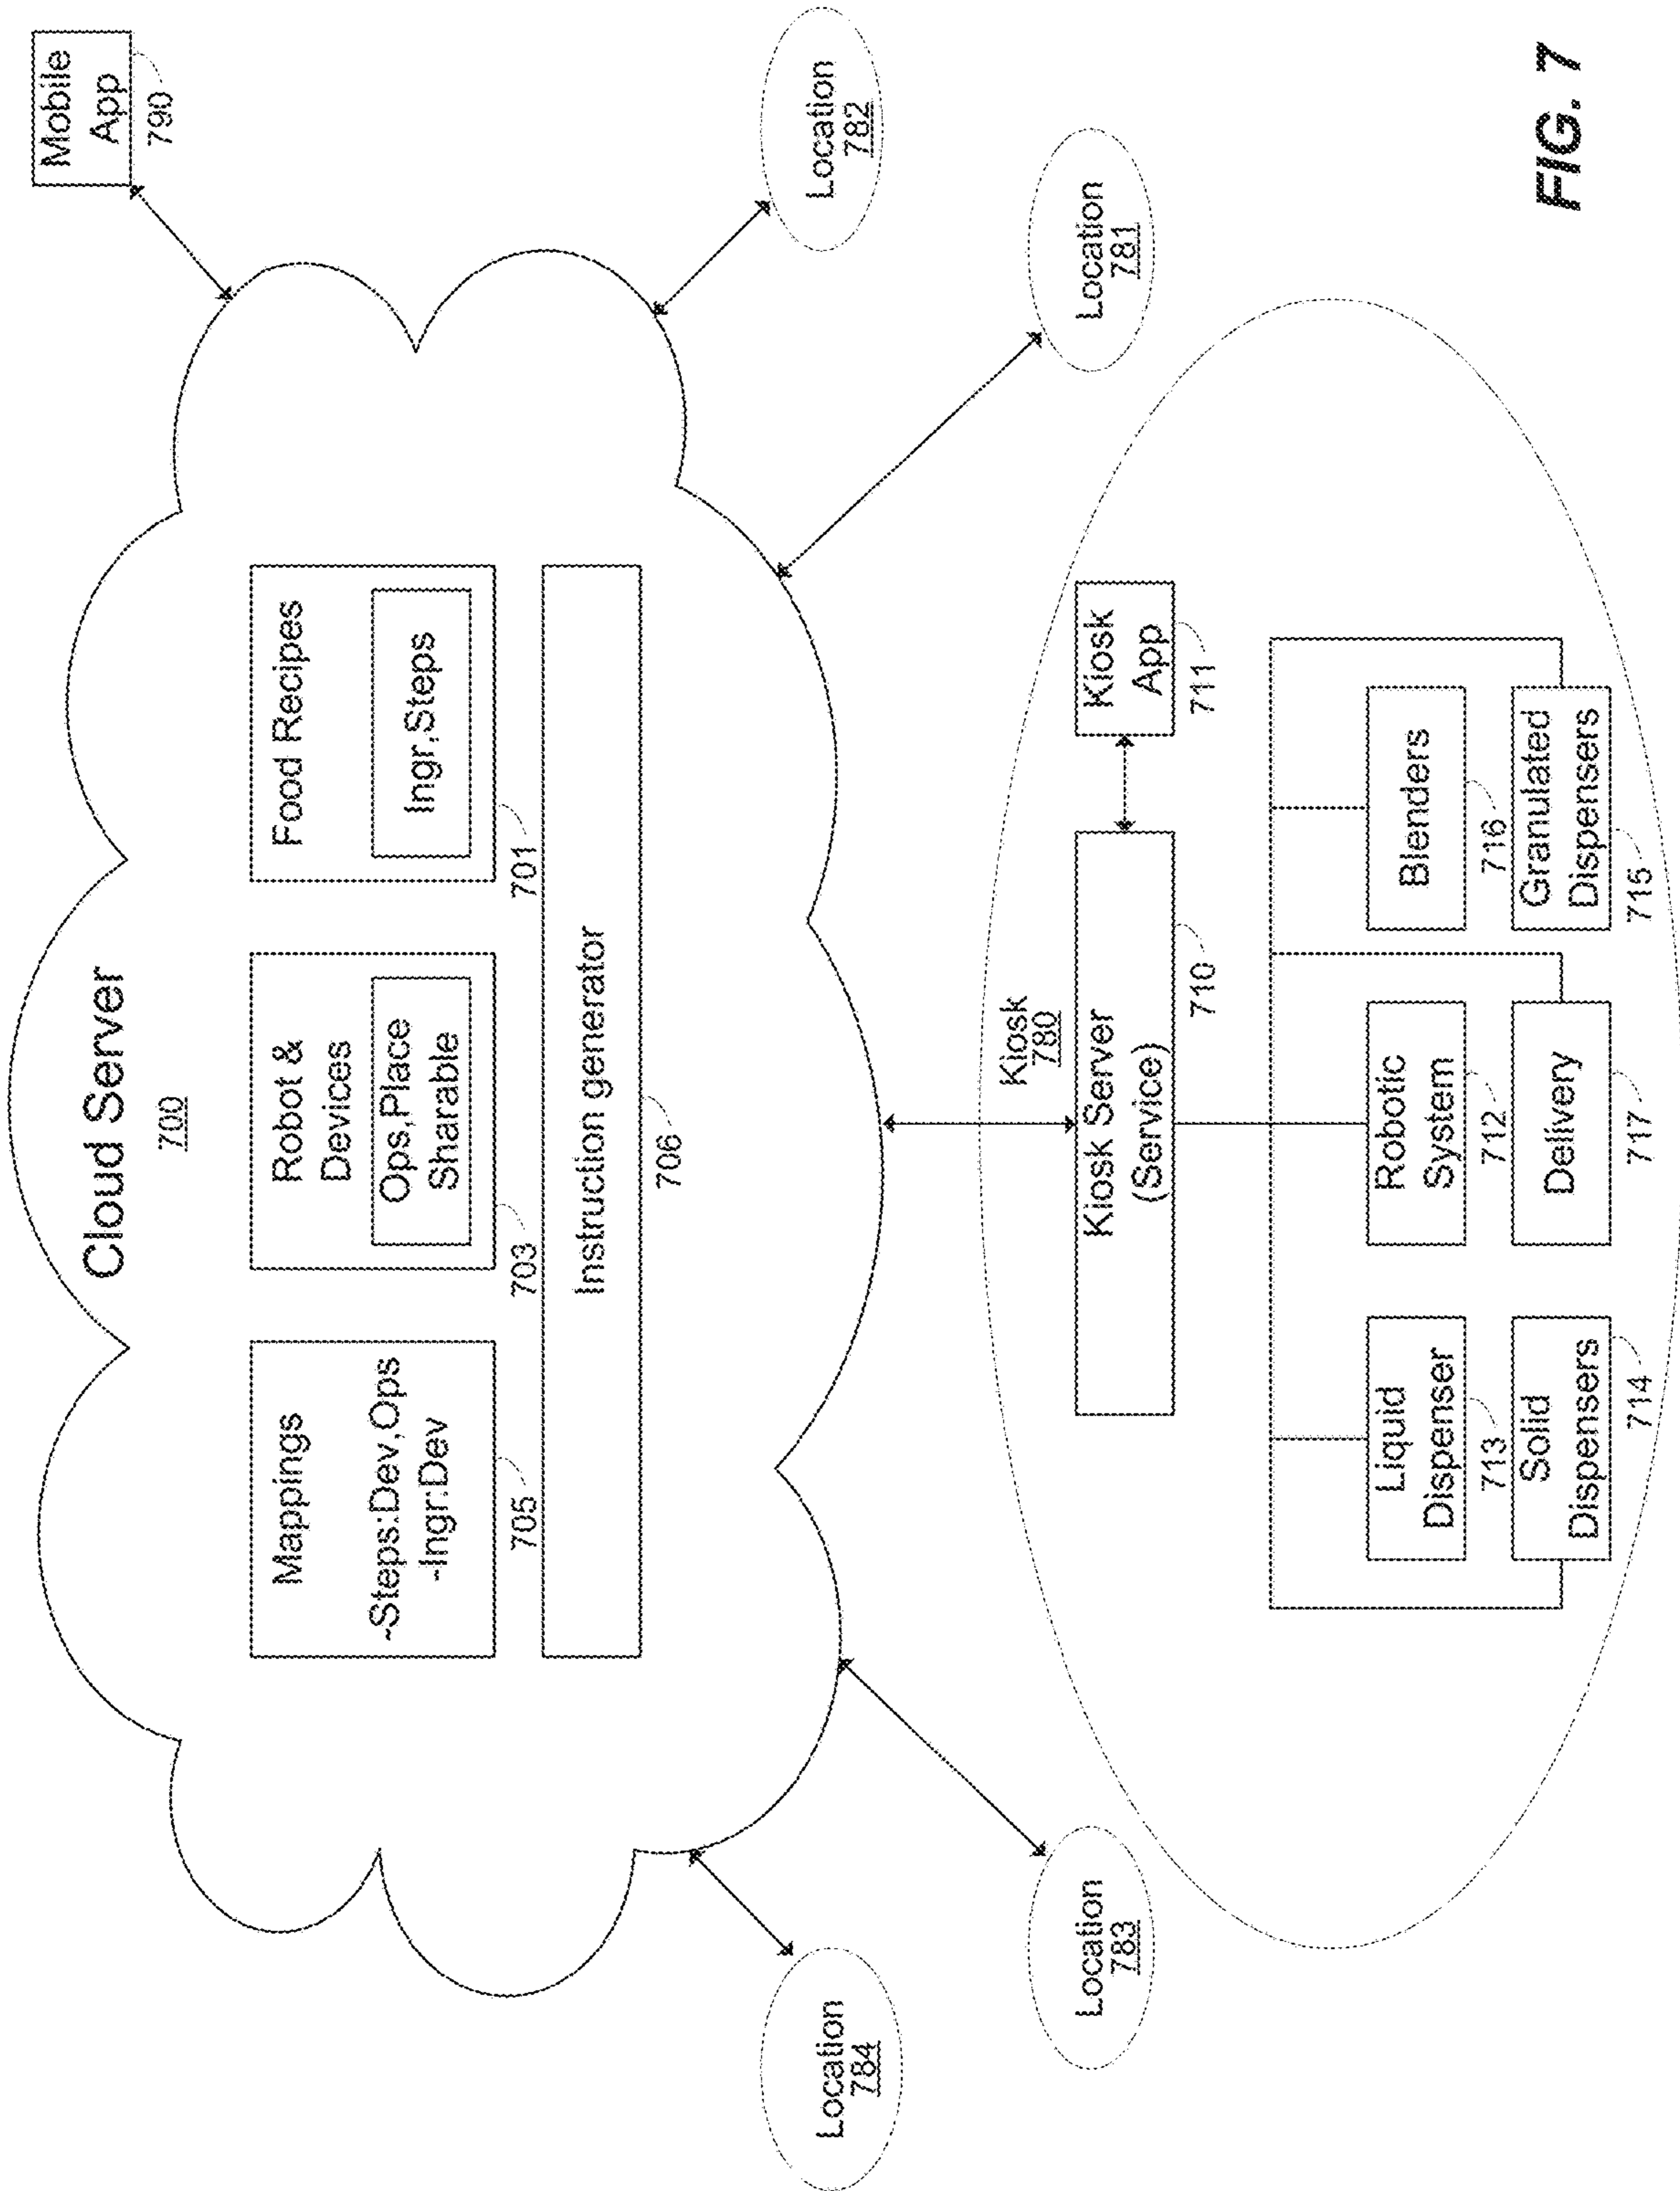 Cloud Server
700
Mobile
App
790
Mappings
-Steps:Dev,Ops
-Ingr:Dev
705
Robot &
Devices
Ops,Place
Sharable
703
Food Recipes
Ingr,Steps
701
Instruction generator
706
Location
784
Location
783
Location
782
Location
781
Kiosk
780
Kiosk Server
(Service)
710
Kiosk
App
711
Liquid
Dispenser
713
Robotic
System
712
Blenders
716
Solid
Dispensers
714
Delivery
717
Granulated
Dispensers
715
FIG. 7